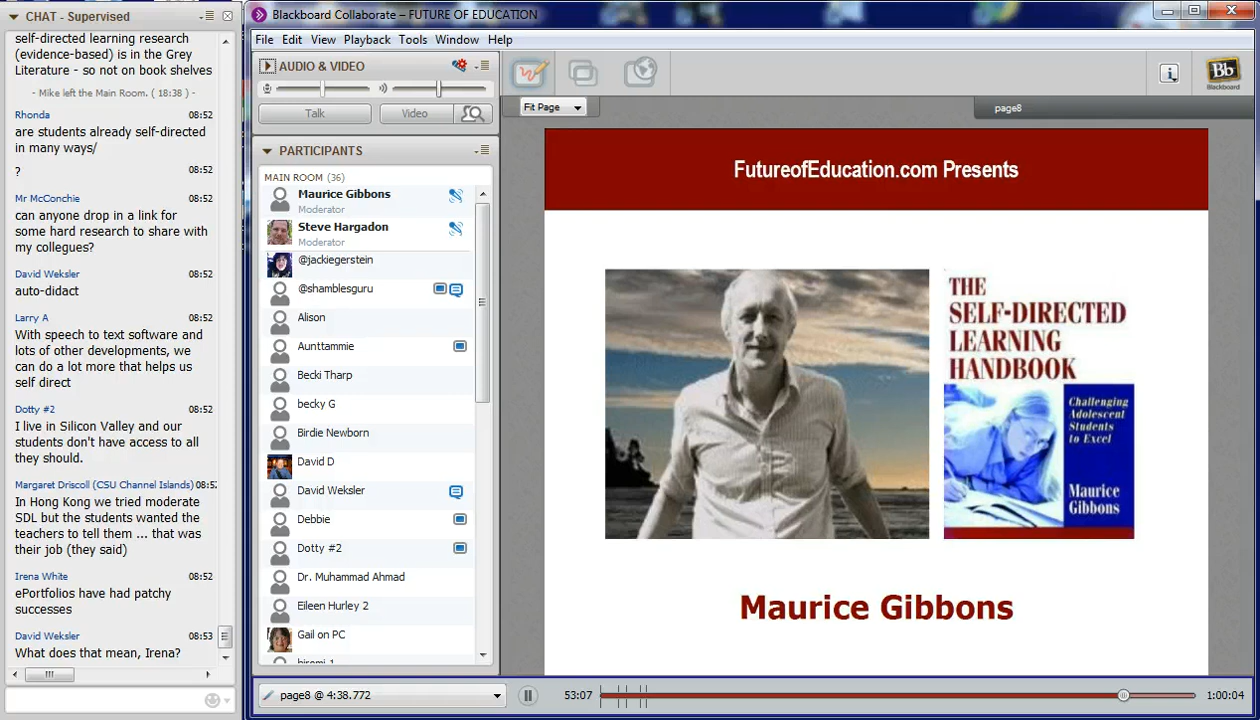 CHAT - Supervised
self-directed learning research
(evidence-based) is in the Grey
Literature - so not on book shelves
- Mike left the Main Room. ( 18:38 ) -
Rhonda 08:52
are students already self-directed
in many ways/
? 08:52
Mr McConchie 08:52
can anyone drop in a link for
some hard research to share with
my collegues?
David Weksler 08:52
auto-didact
Larry A 08:52
With speech to text software and
lots of other developments, we
can do a lot more that helps us
self direct
Dotty #2 08:52
I live in Silicon Valley and our
students don't have access to all
they should.
Margaret Driscoll (CSU Channel Islands) 08:52
In Hong Kong we tried moderate
SDL but the students wanted the
teachers to tell them ... that was
their job (they said)
Irena White 08:52
ePortfolios have had patchy
successes
David Weksler 08:53
What does that mean, Irena?
Blackboard Collaborate – FUTURE OF EDUCATION
File Edit View Playback Tools Window Help
AUDIO & VIDEO
Talk Video
PARTICIPANTS
MAIN ROOM (36)
Maurice Gibbons
Moderator
Steve Hargadon
Moderator
@jackiegerstein
@shamblesguru
Alison
Aunttammie
Becki Tharp
becky G
Birdie Newborn
David D
David Weksler
Debbie
Dotty #2
Dr. Muhammad Ahmad
Eileen Hurley 2
Gail on PC
hiromi 1
Bb
Blackboard
Fit Page
page8
FutureofEducation.com Presents
THE
SELF-DIRECTED
LEARNING
HANDBOOK
Challenging
Adolescent
Students
to Excel
Maurice
Gibbons
Maurice Gibbons
page8 @ 4:38.772
53:07
1:00:04